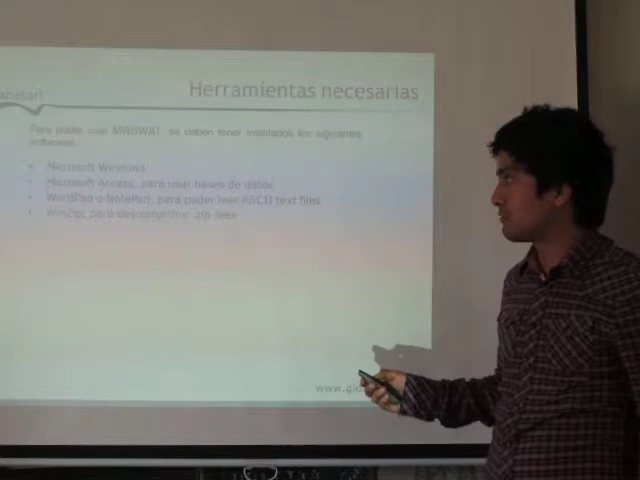 Herramientas necesarias
Para poder usar MWSWAT, se deben tener instalados los siguientes
softwares:
• Microsoft Windows
• Microsoft Access, para usar bases de datos
• WordPad o NotePad, para poder leer ASCII text files
• WinZip, para descomprimir .zip files